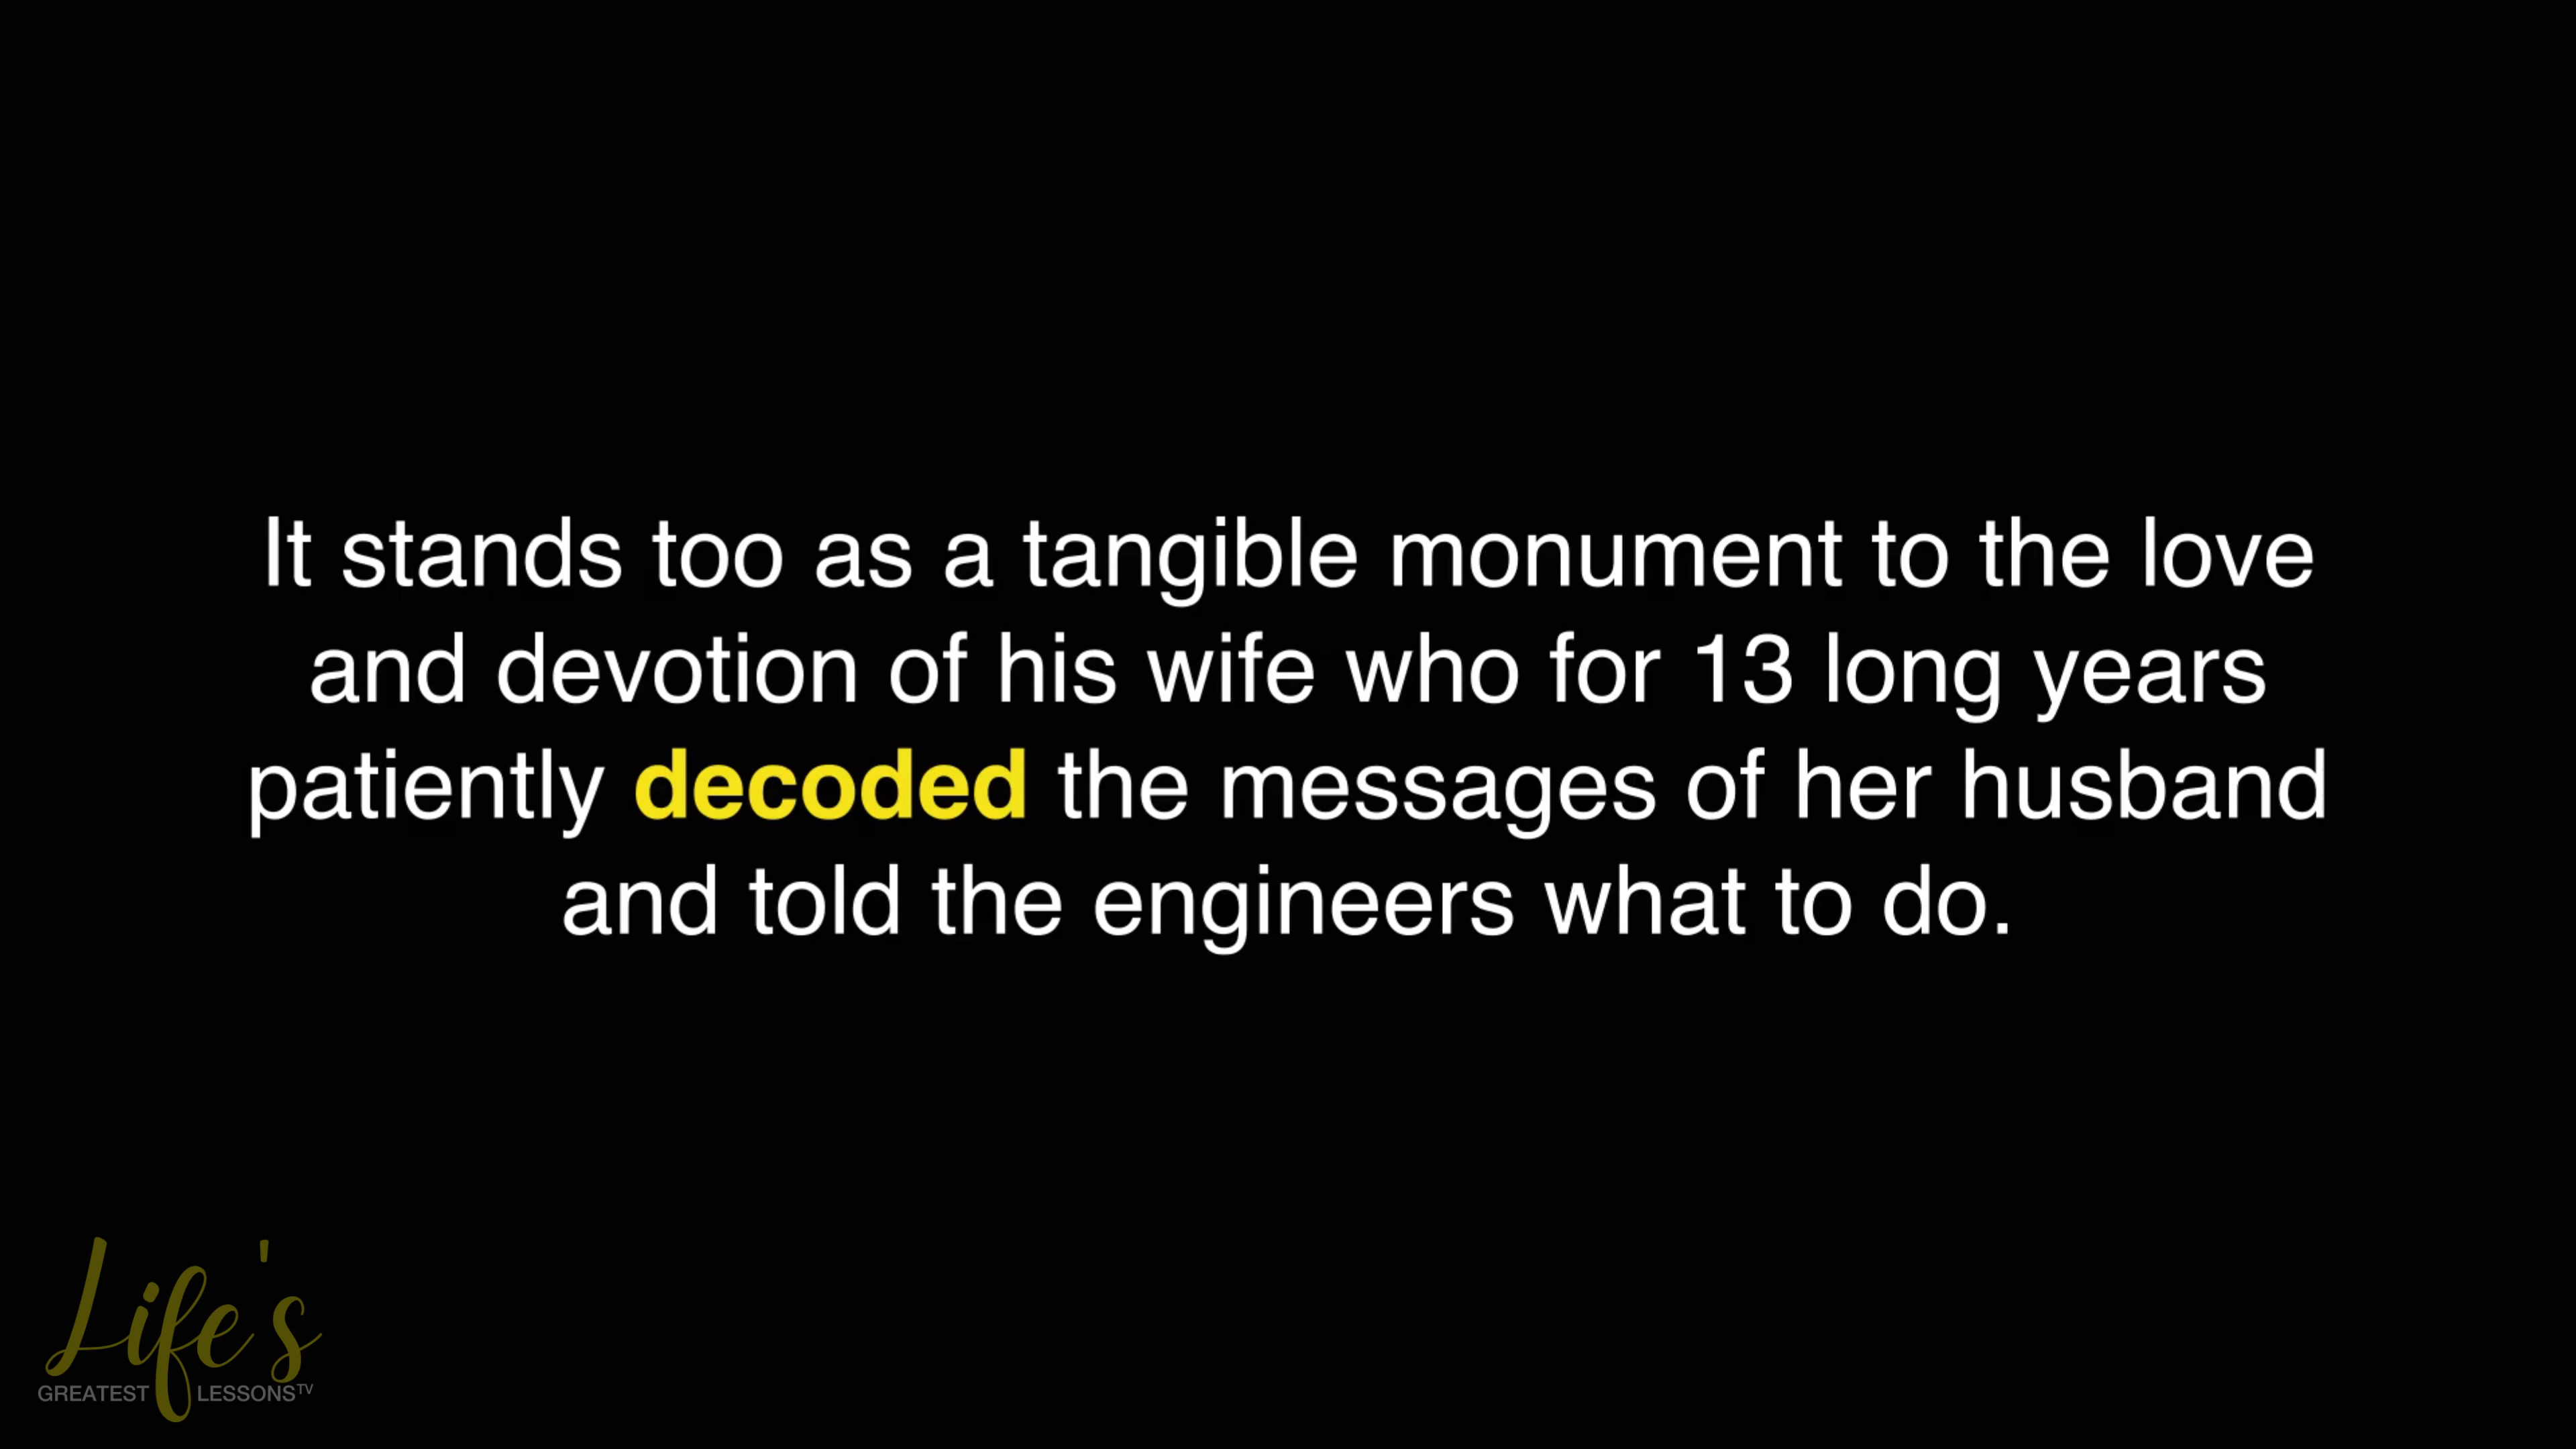 It stands too as a tangible monument to the love
and devotion of his wife who for 13 long years
patiently decoded the messages of her husband
and told the engineers what to do.
Life's
GREATEST LESSONS TV